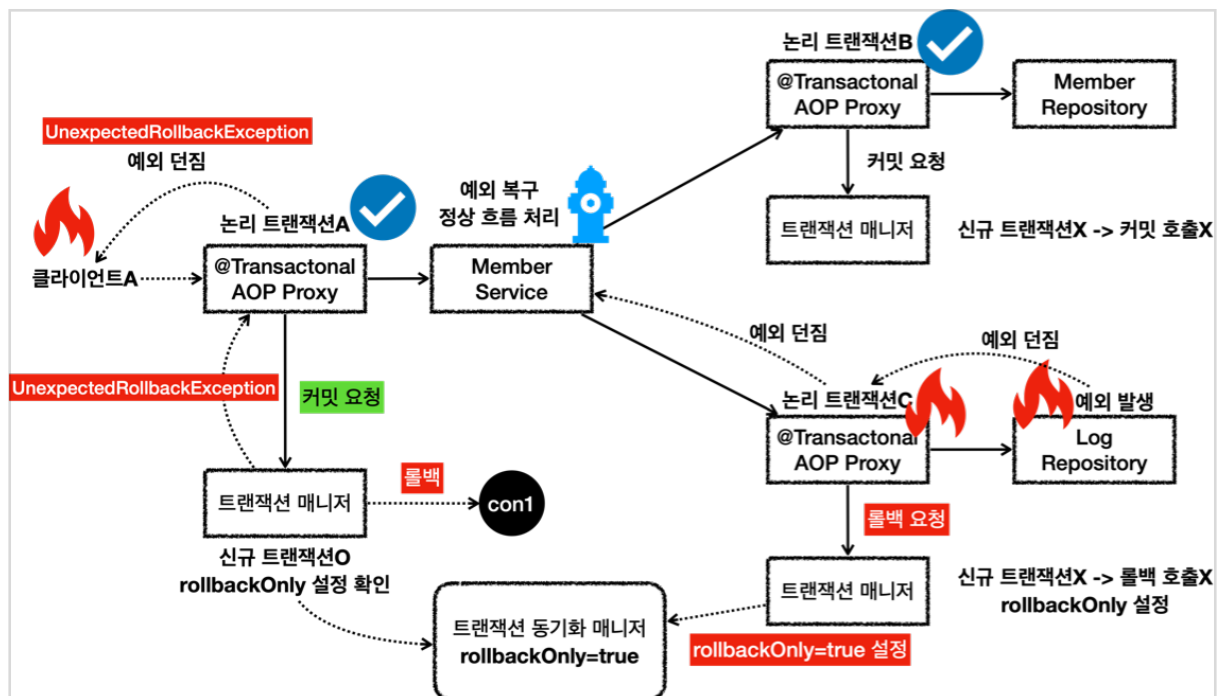 논리 트랜잭션B
@Transactonal
AOP Proxy
Member
Repository
커밋 요청
트랜잭션 매니저
신규 트랜잭션X -> 커밋 호출X
UnexpectedRollbackException
예외 던짐
논리 트랜잭션A
클라이언트A
@Transactonal
AOP Proxy
예외 복구
정상 흐름 처리
Member
Service
예외 던짐
예외 던짐
논리 트랜잭션C
예외 발생
@Transactonal
AOP Proxy
Log
Repository
UnexpectedRollbackException
커밋 요청
트랜잭션 매니저
롤백
con1
신규 트랜잭션O
rollbackOnly 설정 확인
롤백 요청
트랜잭션 매니저
신규 트랜잭션X -> 롤백 호출X
rollbackOnly 설정
트랜잭션 동기화 매니저
rollbackOnly=true
rollbackOnly=true 설정